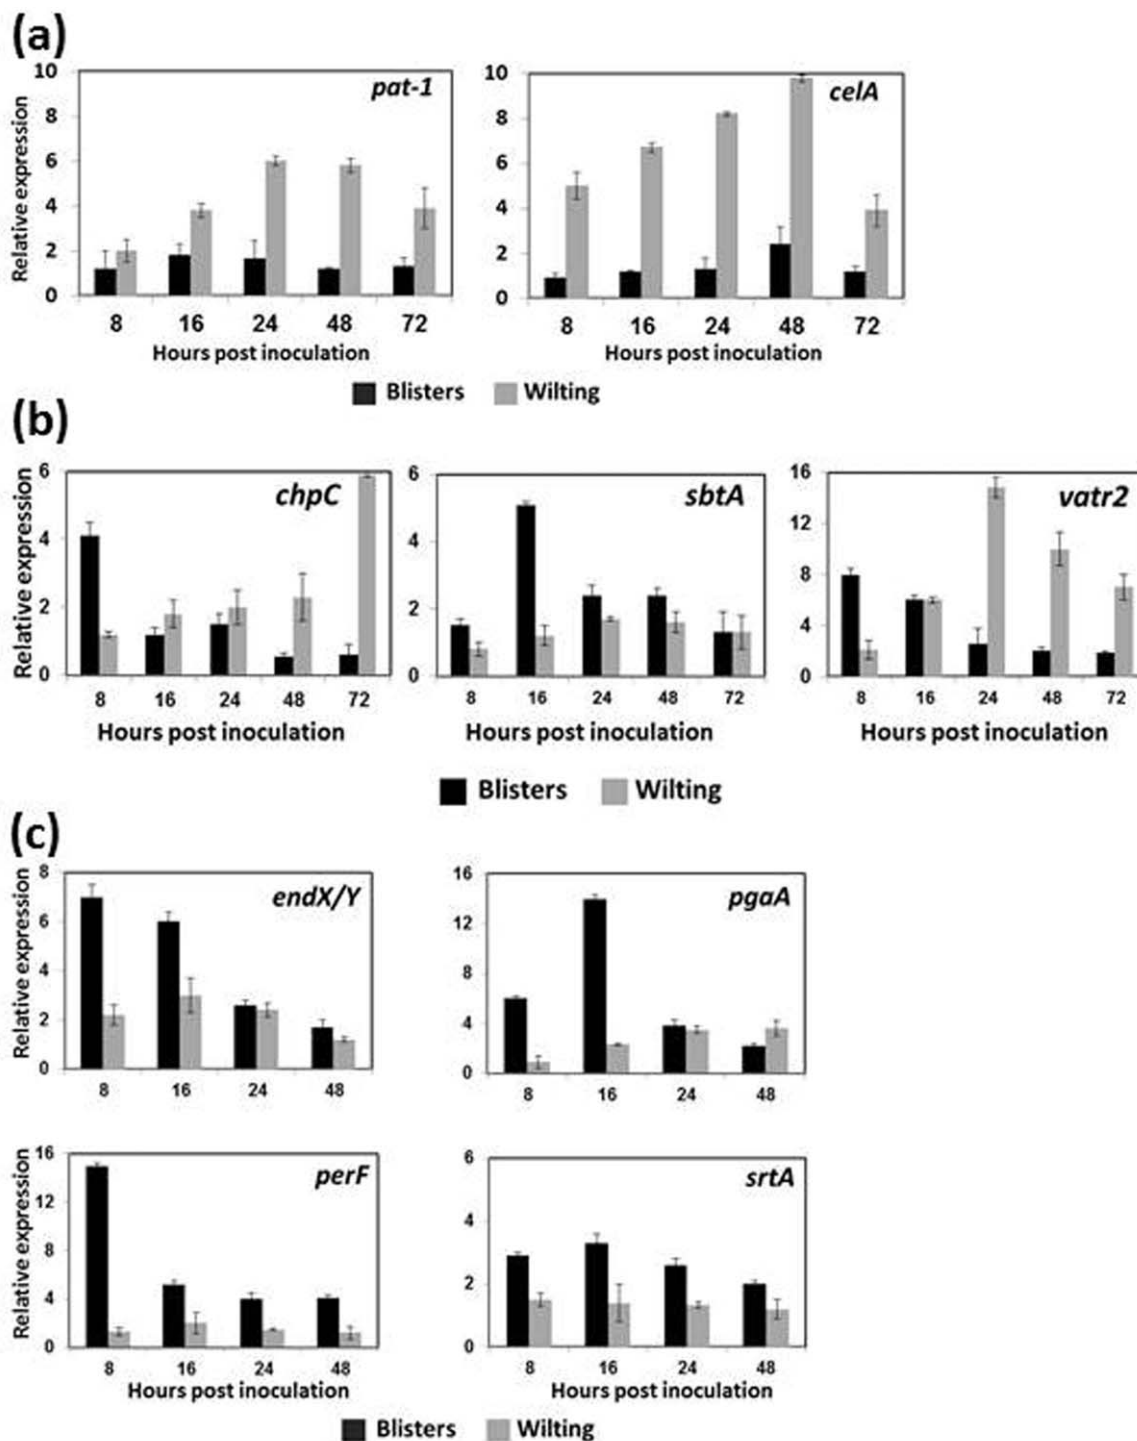 (a)
pat-1
celA
Relative expression
10
8
6
4
2
0
10
8
6
4
2
0
8 16 24 48 72
8 16 24 48 72
Hours post inoculation
Hours post inoculation
Blisters Wilting
(b)
chpC
sbtA
vatr2
Relative expression
6
4
2
0
6
4
2
0
16
12
8
4
0
8 16 24 48 72
8 16 24 48 72
8 16 24 48 72
Hours post inoculation
Hours post inoculation
Hours post inoculation
Blisters Wilting
(c)
endX/Y
pgaA
Relative expression
8
6
4
2
0
16
12
8
4
0
8 16 24 48
8 16 24 48
perF
srtA
Relative expression
16
12
8
4
0
6
4
2
0
8 16 24 48
8 16 24 48
Hours post inoculation
Hours post inoculation
Blisters Wilting